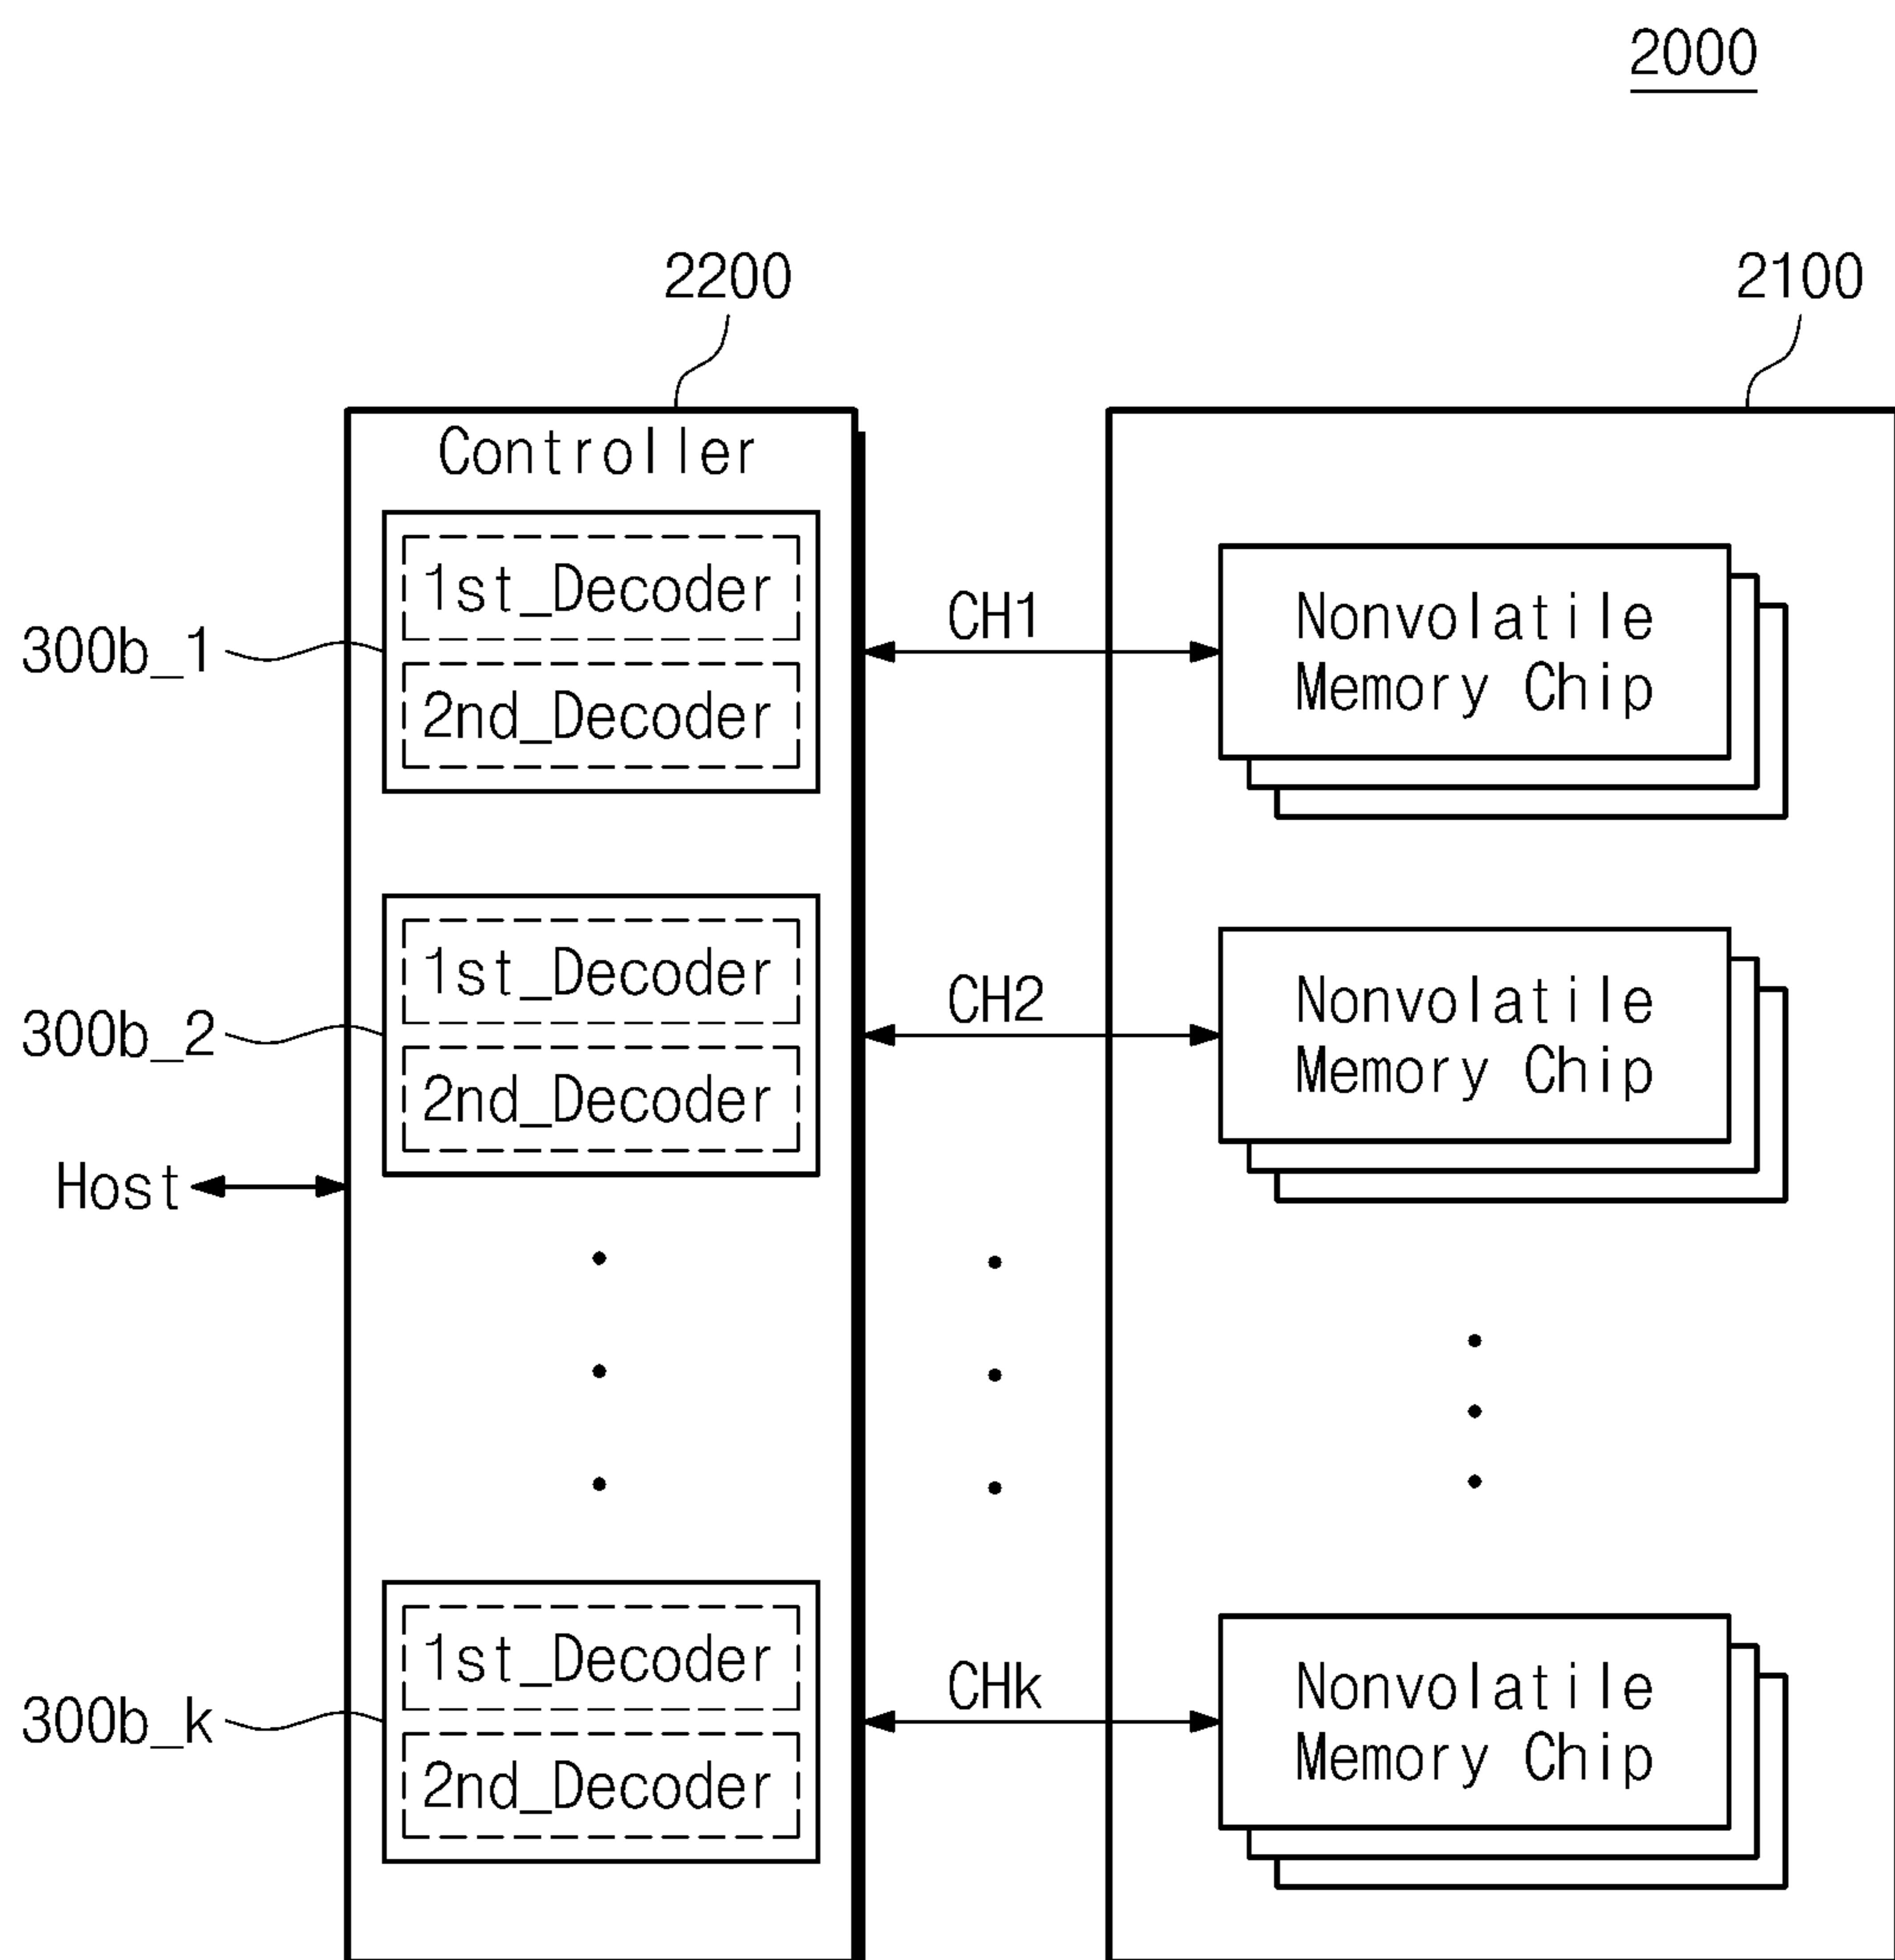 2000
2200
2100
Controller
1st_Decoder
2nd_Decoder
300b_1
CH1
Nonvolatile
Memory Chip
1st_Decoder
2nd_Decoder
300b_2
CH2
Nonvolatile
Memory Chip
Host
1st_Decoder
2nd_Decoder
300b_k
CHk
Nonvolatile
Memory Chip